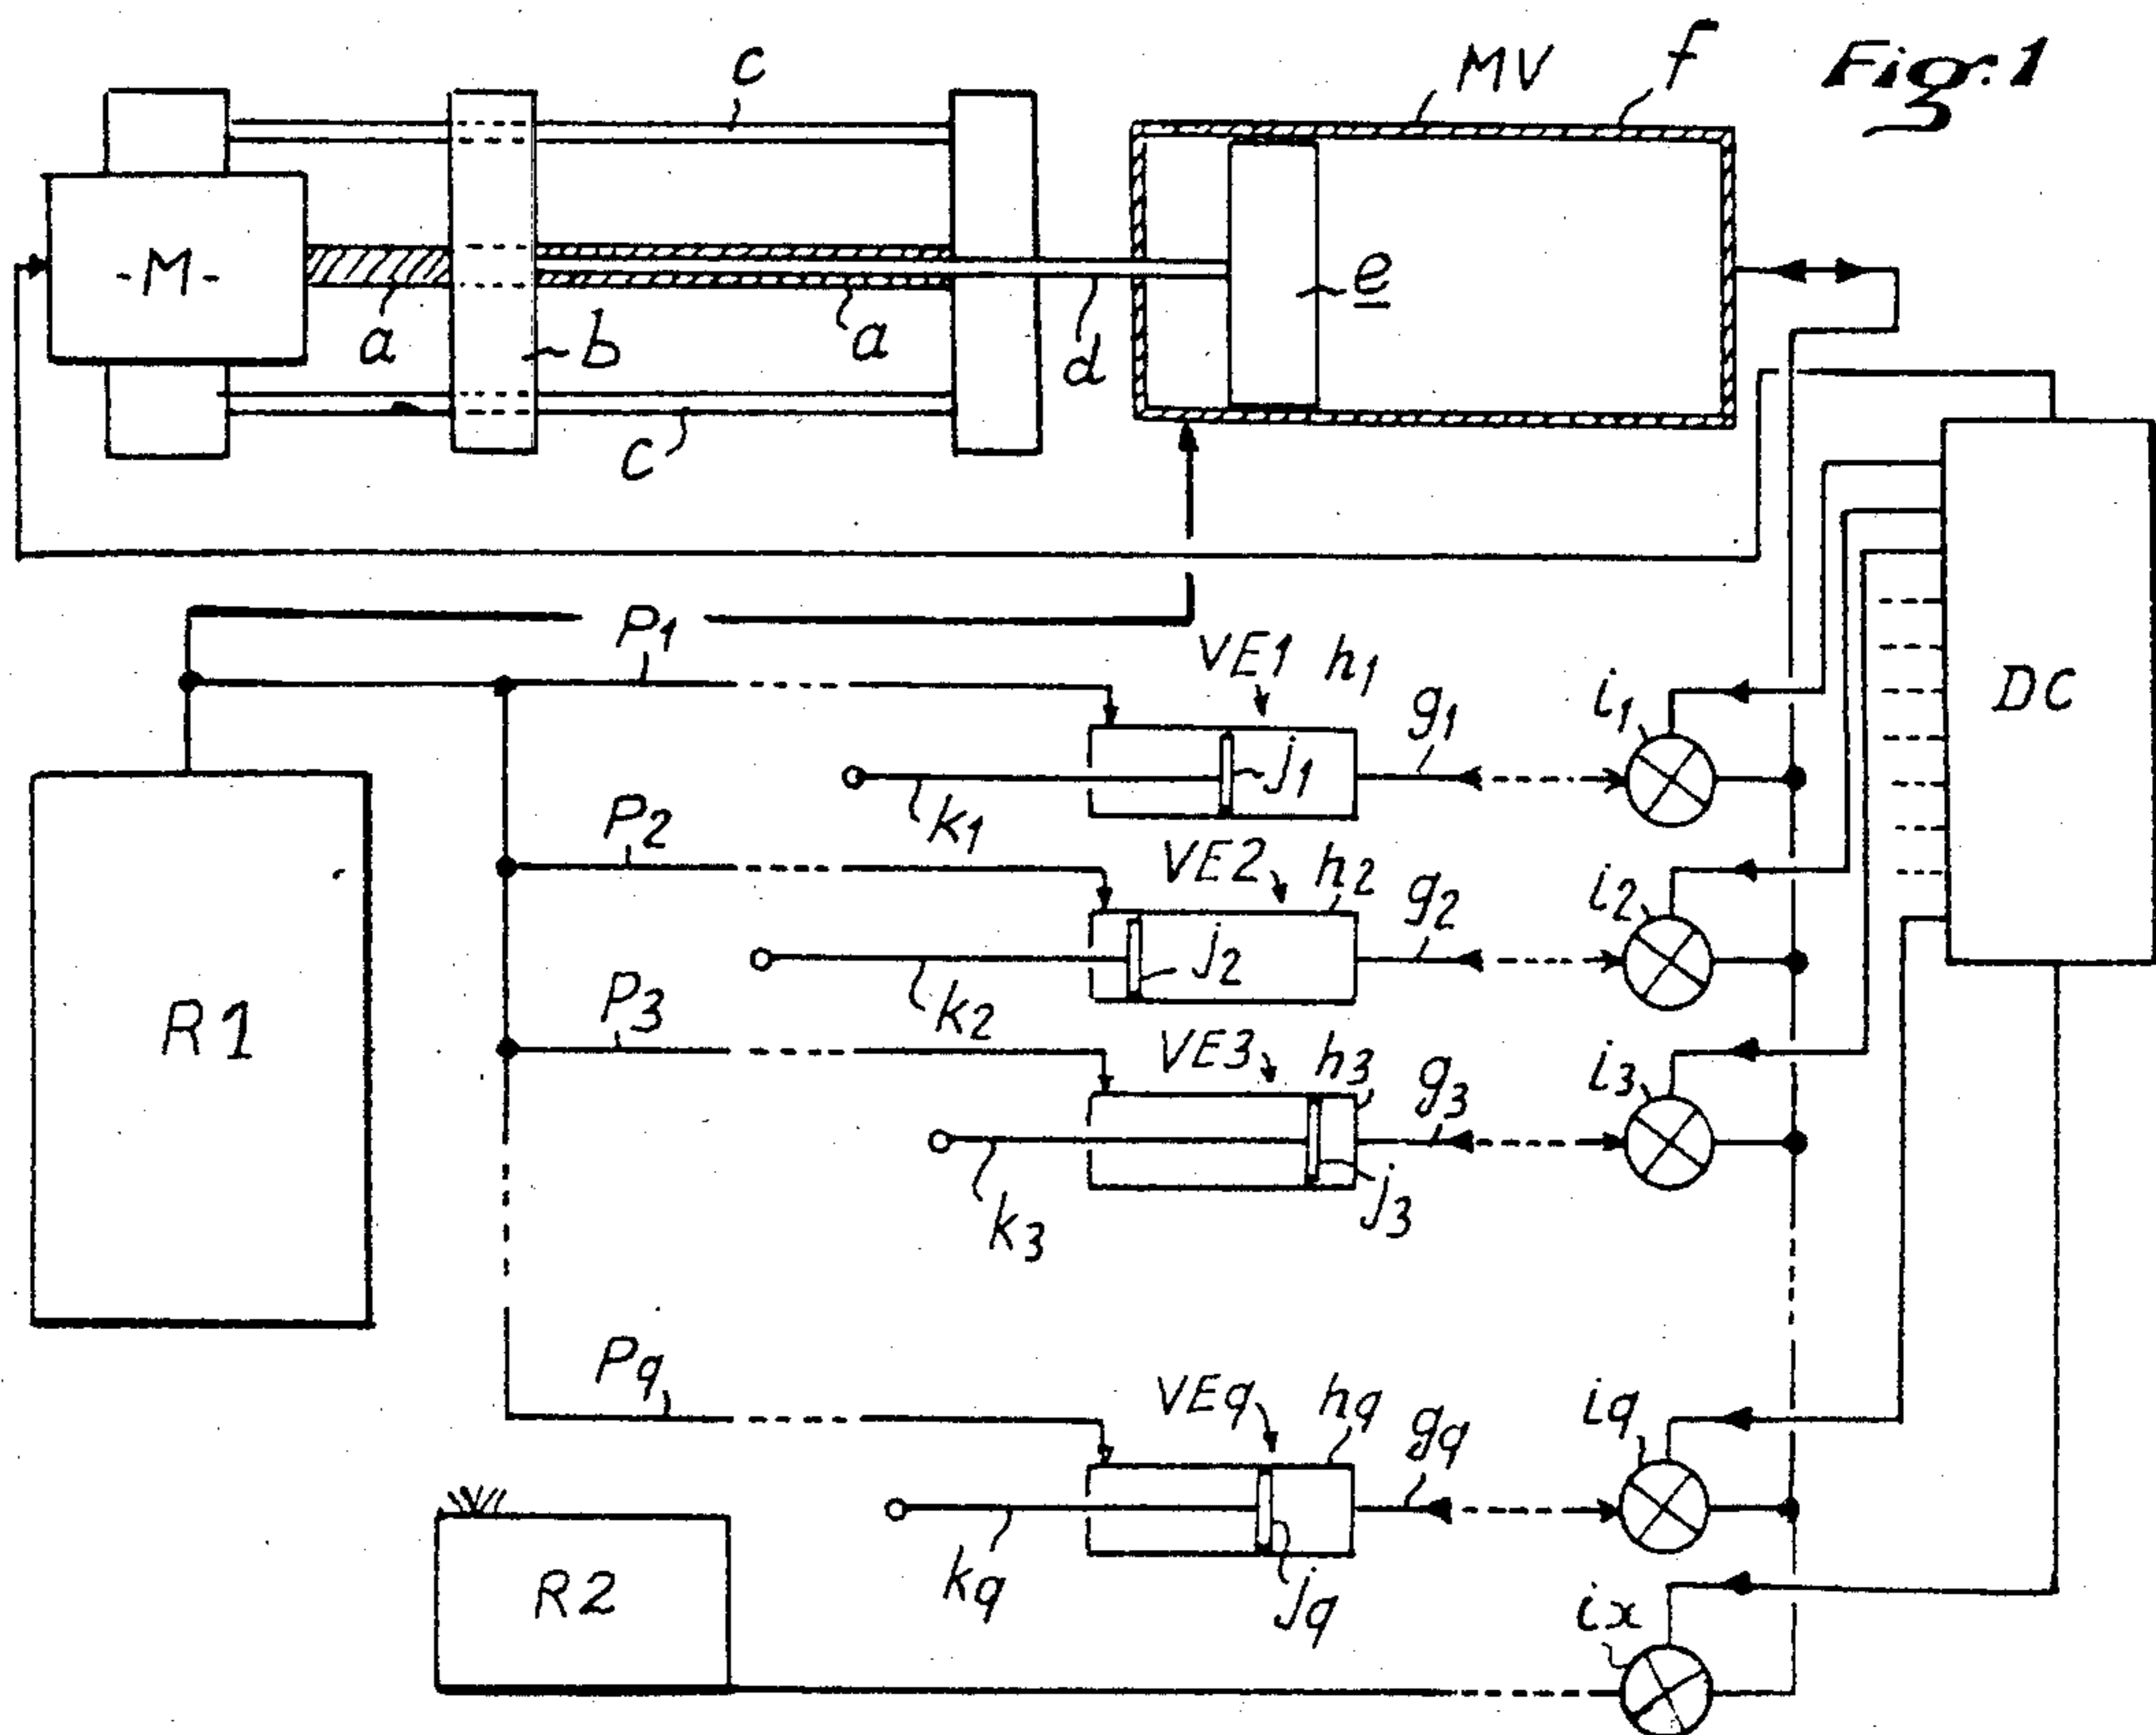 Fig. 1
c
MV
f
-M-
a
b
a
d
e
c
P1
VE1
h1
g1
i1
DC
j1
k1
P2
VE2
h2
g2
i2
j2
k2
R1
P3
VE3
h3
g3
i3
j3
k3
Pq
VEq
hq
gq
iq
kq
jq
R2
ix